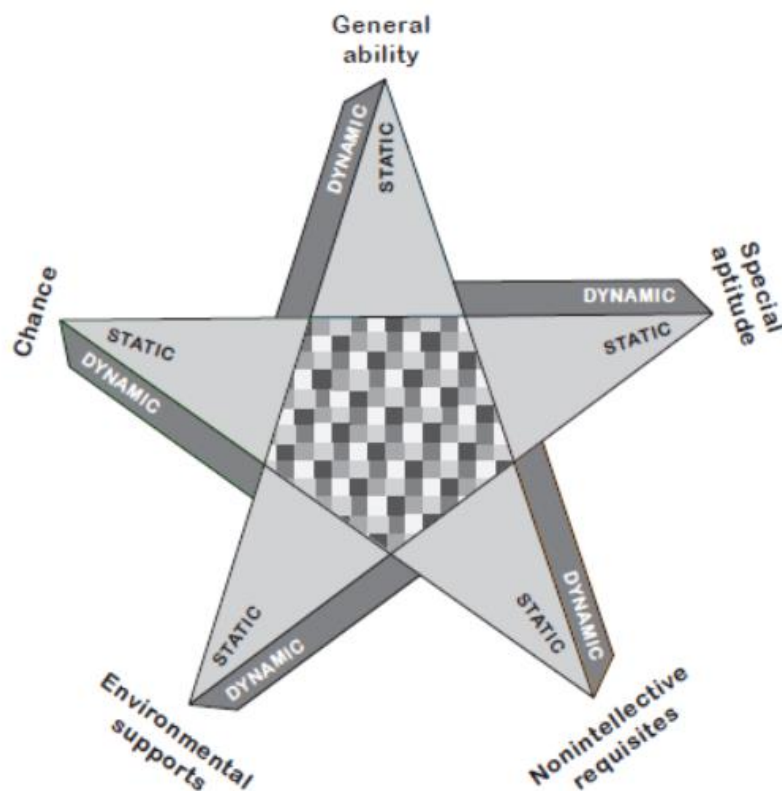 General
ability
DYNAMIC
STATIC
Special
aptitude
DYNAMIC
STATIC
Chance
STATIC
DYNAMIC
STATIC
DYNAMIC
Environmental
supports
STATIC
DYNAMIC
Nonintellective
requisites